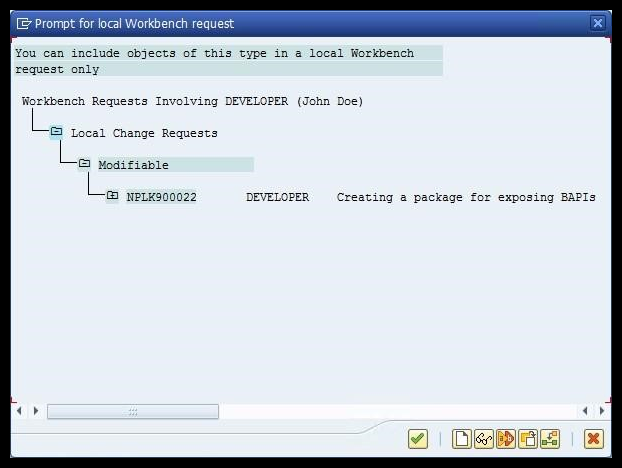 Prompt for local Workbench request
You can include objects of this type in a local Workbench
request only
Workbench Requests Involving DEVELOPER (John Doe)
Local Change Requests
Modifiable
NPLK900022 DEVELOPER Creating a package for exposing BAPIs